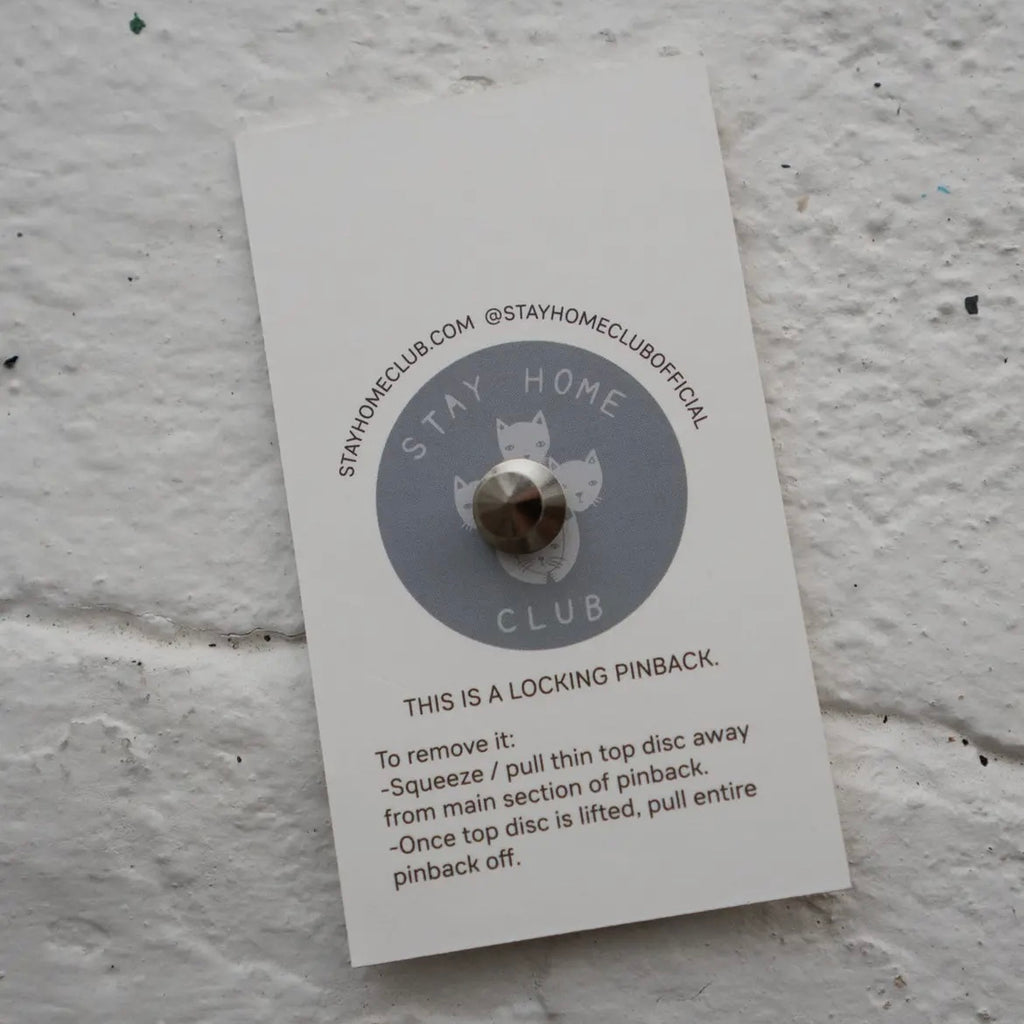 STAYHOMECLUB.COM @STAYHOMECLUBOFFICIAL
STAY HOME
CLUB
THIS IS A LOCKING PINBACK.
To remove it:
-Squeeze / pull thin top disc away
from main section of pinback.
-Once top disc is lifted, pull entire
pinback off.